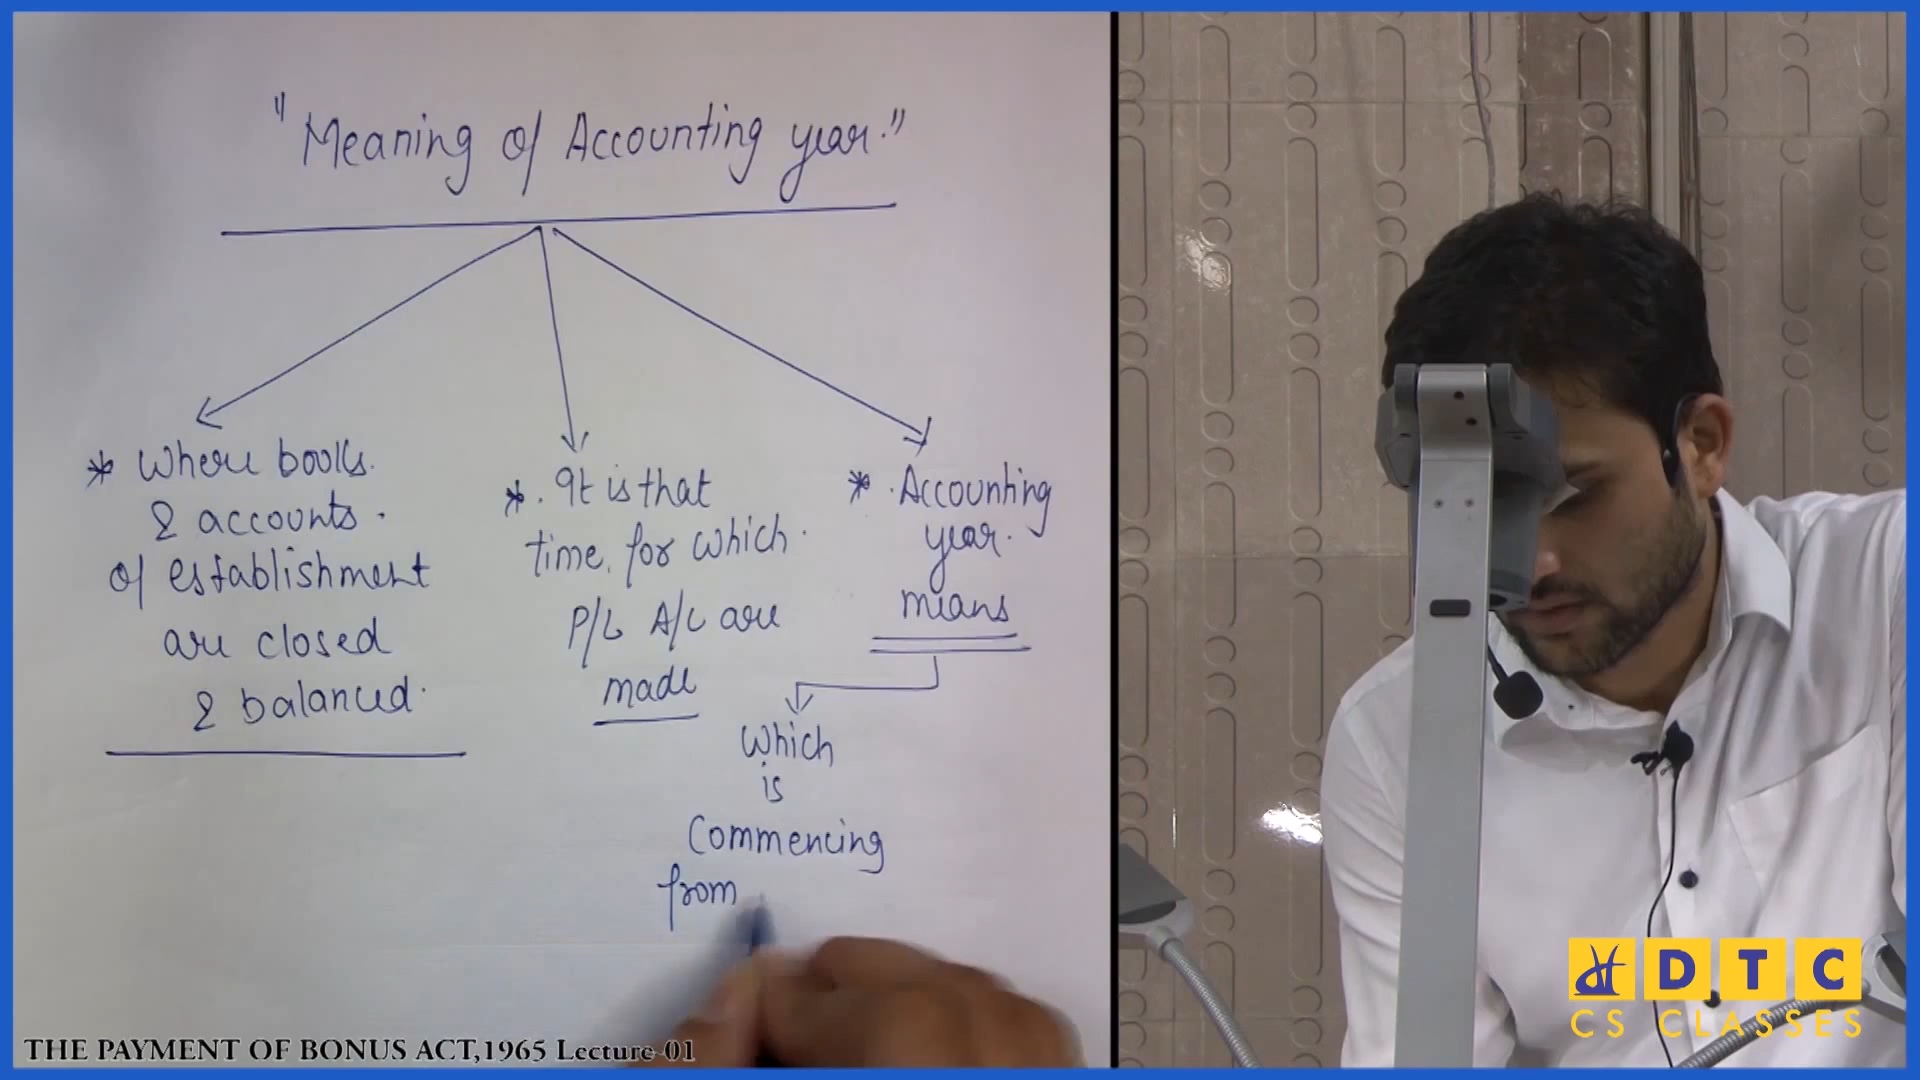 "Meaning of Accounting year."
* Where books.
& accounts.
of establishment
are closed
& balanced.
*. It is that
time, for which.
P/L A/C are
made
*. Accounting
year.
means
Which
is
Commencing
from
THE PAYMENT OF BONUS ACT,1965 Lecture-01
DTC
CS CLASSES